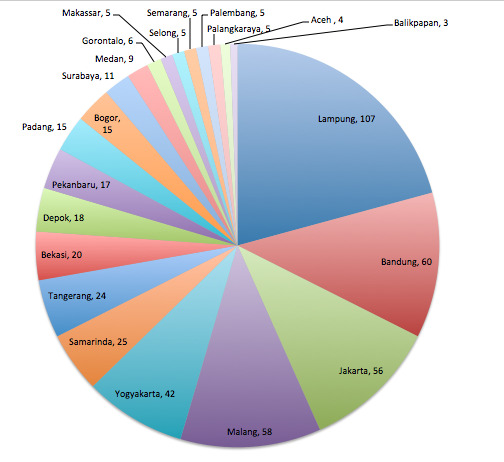 Lampung, 107
Bandung, 60
Jakarta, 56
Malang, 58
Yogyakarta, 42
Samarinda, 25
Tangerang, 24
Bekasi, 20
Depok, 18
Pekanbaru, 17
Padang, 15
Bogor,
15
Surabaya, 11
Medan, 9
Gorontalo, 6
Makassar, 5
Selong, 5
Semarang, 5
Palembang, 5
Palangkaraya, 5
Aceh , 4
Balikpapan, 3